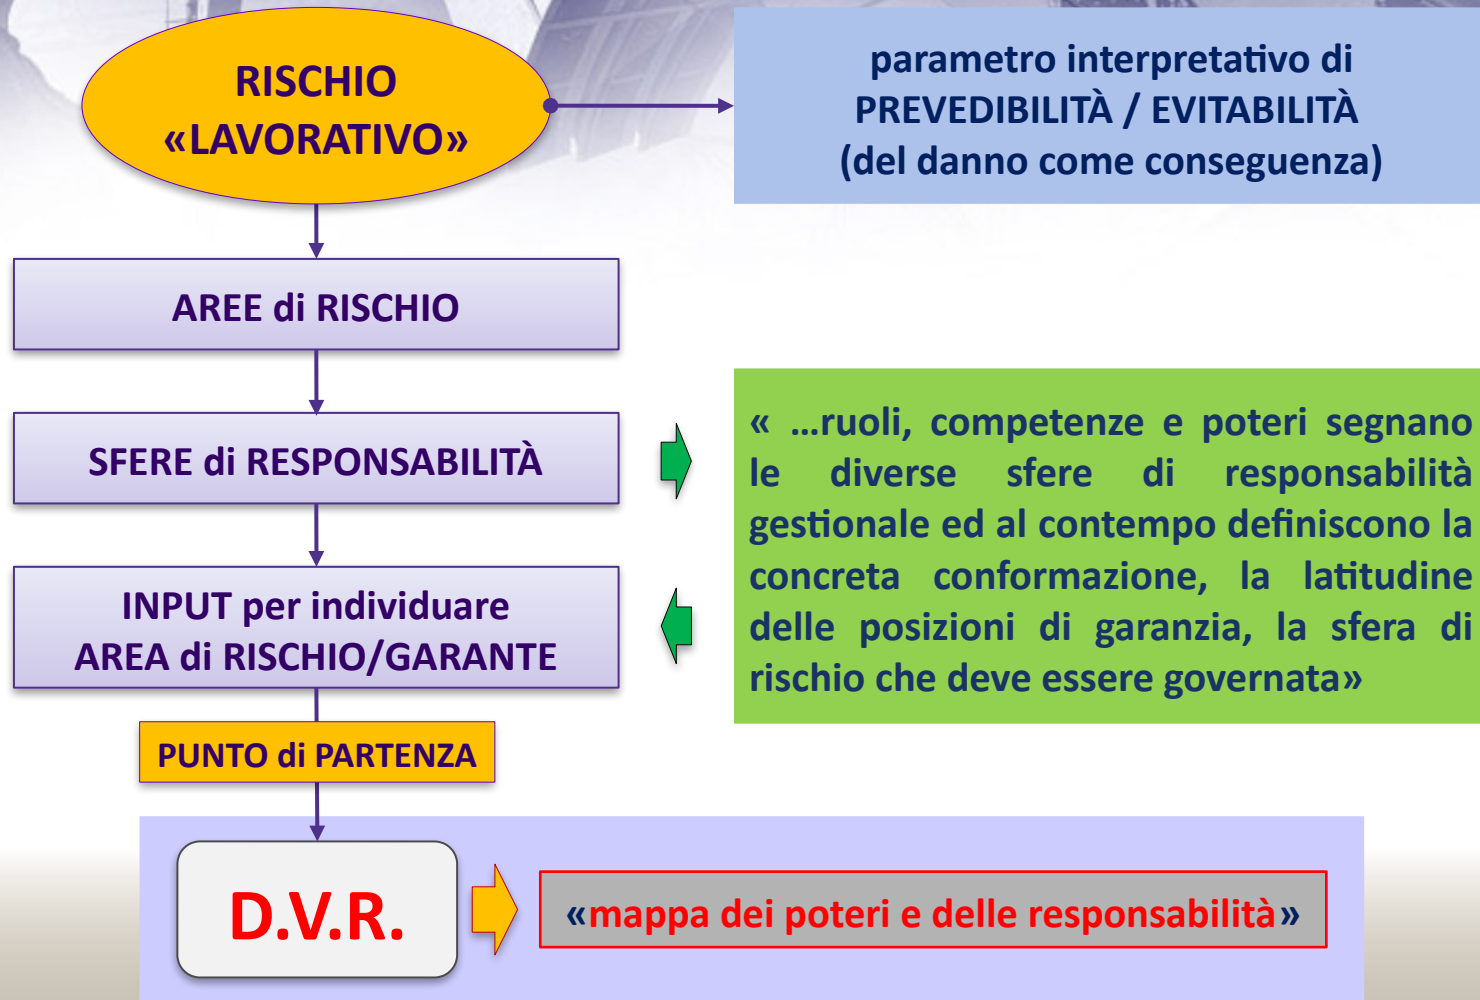 RISCHIO
«LAVORATIVO»
parametro interpretativo di
PREVEDIBILITÀ / EVITABILITÀ
(del danno come conseguenza)
AREE di RISCHIO
SFERE di RESPONSABILITÀ
« ...ruoli, competenze e poteri segnano
le diverse sfere di responsabilità
gestionale ed al contempo definiscono la
concreta conformazione, la latitudine
delle posizioni di garanzia, la sfera di
rischio che deve essere governata»
INPUT per individuare
AREA di RISCHIO/GARANTE
PUNTO di PARTENZA
D.V.R.
«mappa dei poteri e delle responsabilità»